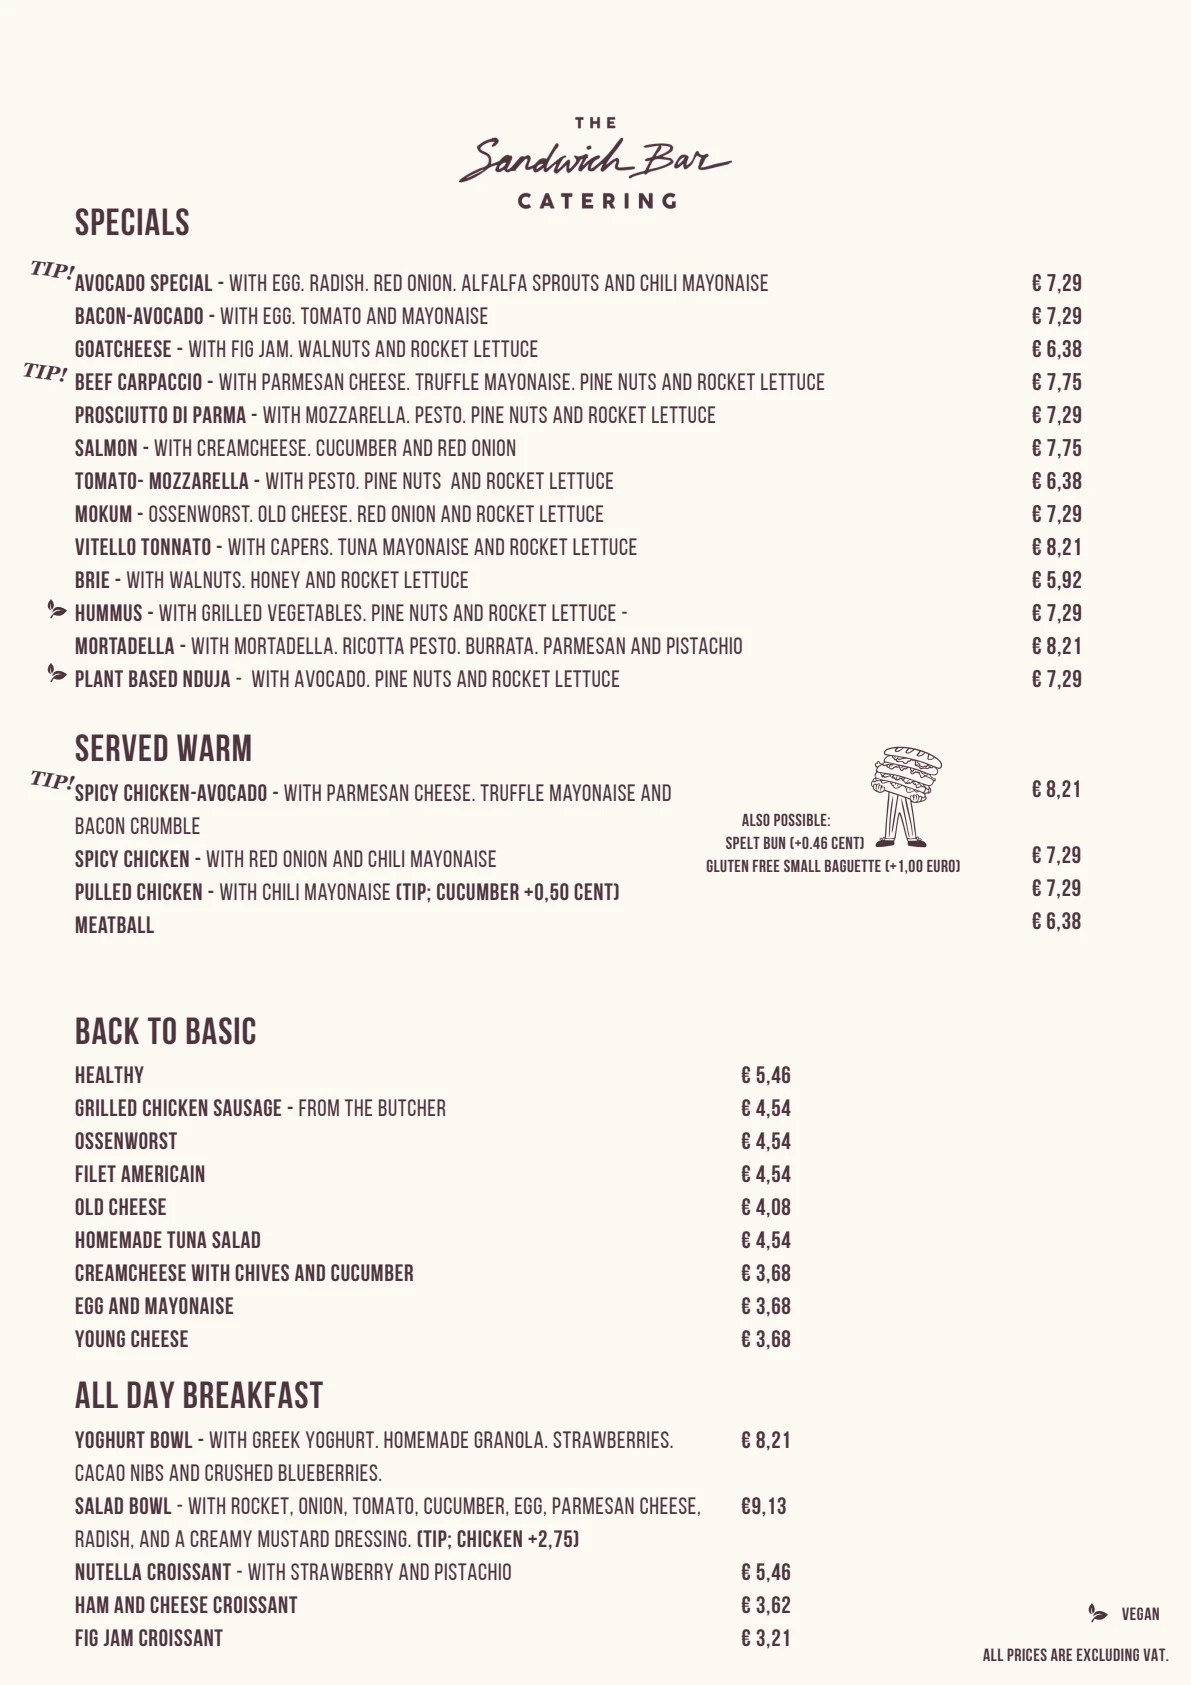 THE
Sandwich Bar
CATERING
SPECIALS
TIP!
AVOCADO SPECIAL - WITH EGG. RADISH. RED ONION. ALFALFA SPROUTS AND CHILI MAYONAISE € 7,29
BACON-AVOCADO - WITH EGG. TOMATO AND MAYONAISE € 7,29
GOATCHEESE - WITH FIG JAM. WALNUTS AND ROCKET LETTUCE € 6,38
TIP!
BEEF CARPACCIO - WITH PARMESAN CHEESE. TRUFFLE MAYONAISE. PINE NUTS AND ROCKET LETTUCE € 7,75
PROSCIUTTO DI PARMA - WITH MOZZARELLA. PESTO. PINE NUTS AND ROCKET LETTUCE € 7,29
SALMON - WITH CREAMCHEESE. CUCUMBER AND RED ONION € 7,75
TOMATO- MOZZARELLA - WITH PESTO. PINE NUTS AND ROCKET LETTUCE € 6,38
MOKUM - OSSENWORST. OLD CHEESE. RED ONION AND ROCKET LETTUCE € 7,29
VITELLO TONNATO - WITH CAPERS. TUNA MAYONAISE AND ROCKET LETTUCE € 8,21
BRIE - WITH WALNUTS. HONEY AND ROCKET LETTUCE € 5,92
HUMMUS - WITH GRILLED VEGETABLES. PINE NUTS AND ROCKET LETTUCE - € 7,29
MORTADELLA - WITH MORTADELLA. RICOTTA PESTO. BURRATA. PARMESAN AND PISTACHIO € 8,21
PLANT BASED NDUJA - WITH AVOCADO. PINE NUTS AND ROCKET LETTUCE € 7,29
SERVED WARM
TIP!
SPICY CHICKEN-AVOCADO - WITH PARMESAN CHEESE. TRUFFLE MAYONAISE AND € 8,21
BACON CRUMBLE
SPICY CHICKEN - WITH RED ONION AND CHILI MAYONAISE € 7,29
PULLED CHICKEN - WITH CHILI MAYONAISE (TIP; CUCUMBER +0,50 CENT) € 7,29
MEATBALL € 6,38
ALSO POSSIBLE:
SPELT BUN (+0.46 CENT)
GLUTEN FREE SMALL BAGUETTE (+1,00 EURO)
BACK TO BASIC
HEALTHY € 5,46
GRILLED CHICKEN SAUSAGE - FROM THE BUTCHER € 4,54
OSSENWORST € 4,54
FILET AMERICAIN € 4,54
OLD CHEESE € 4,08
HOMEMADE TUNA SALAD € 4,54
CREAMCHEESE WITH CHIVES AND CUCUMBER € 3,68
EGG AND MAYONAISE € 3,68
YOUNG CHEESE € 3,68
ALL DAY BREAKFAST
YOGHURT BOWL - WITH GREEK YOGHURT. HOMEMADE GRANOLA. STRAWBERRIES. € 8,21
CACAO NIBS AND CRUSHED BLUEBERRIES.
SALAD BOWL - WITH ROCKET, ONION, TOMATO, CUCUMBER, EGG, PARMESAN CHEESE, €9,13
RADISH, AND A CREAMY MUSTARD DRESSING. (TIP; CHICKEN +2,75)
NUTELLA CROISSANT - WITH STRAWBERRY AND PISTACHIO € 5,46
HAM AND CHEESE CROISSANT € 3,62
FIG JAM CROISSANT € 3,21
VEGAN
ALL PRICES ARE EXCLUDING VAT.